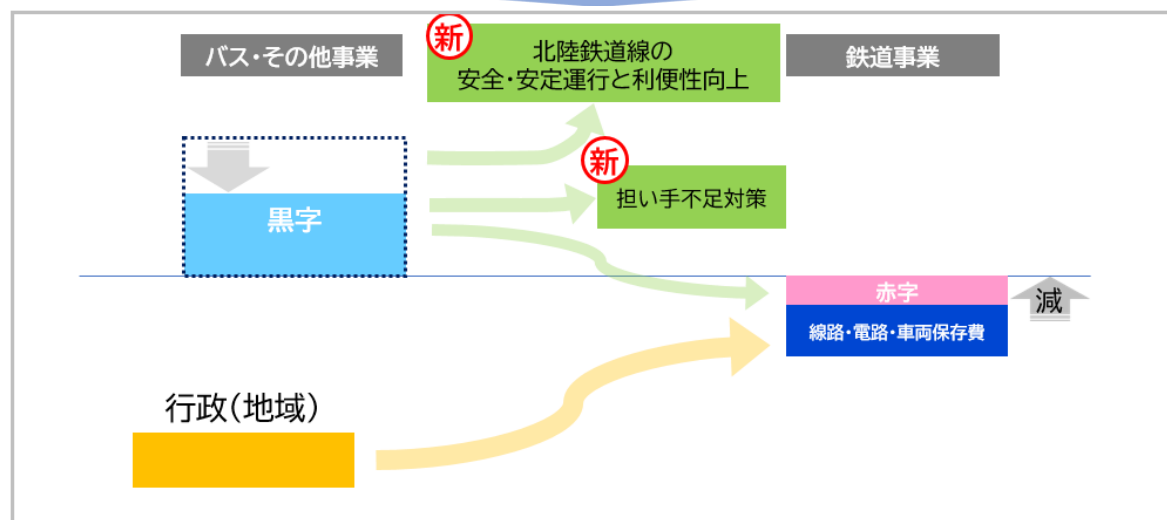 バス・その他事業
新
北陸鉄道線の
安全・安定運行と利便性向上
鉄道事業
新
担い手不足対策
黒字
赤字
減
線路・電路・車両保存費
行政(地域)